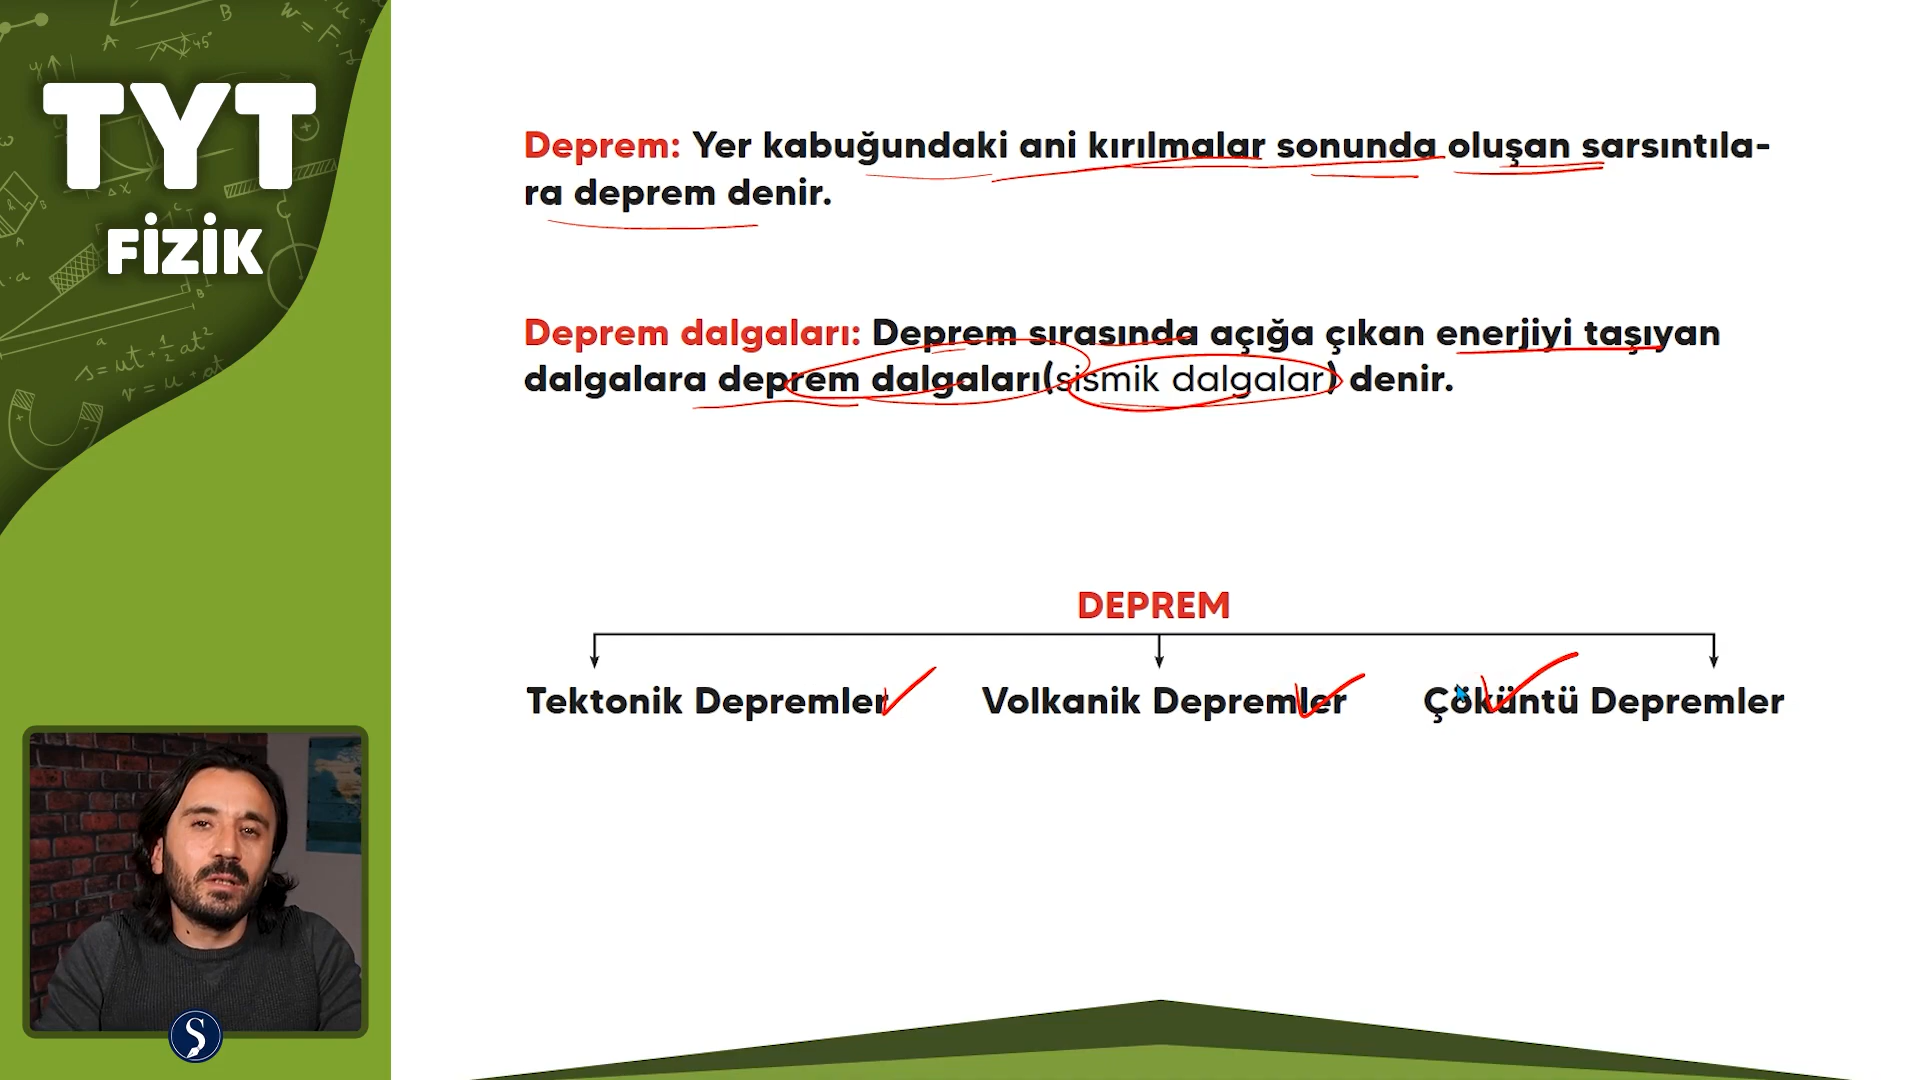 TYT
FİZİK
Deprem: Yer kabuğundaki ani kırılmalar sonunda oluşan sarsıntıla-
ra deprem denir.
Deprem dalgaları: Deprem sırasında açığa çıkan enerjiyi taşıyan
dalgalara deprem dalgaları(sismik dalgalar) denir.
DEPREM
Tektonik Depremler
Volkanik Depremler
Çöküntü Depremler